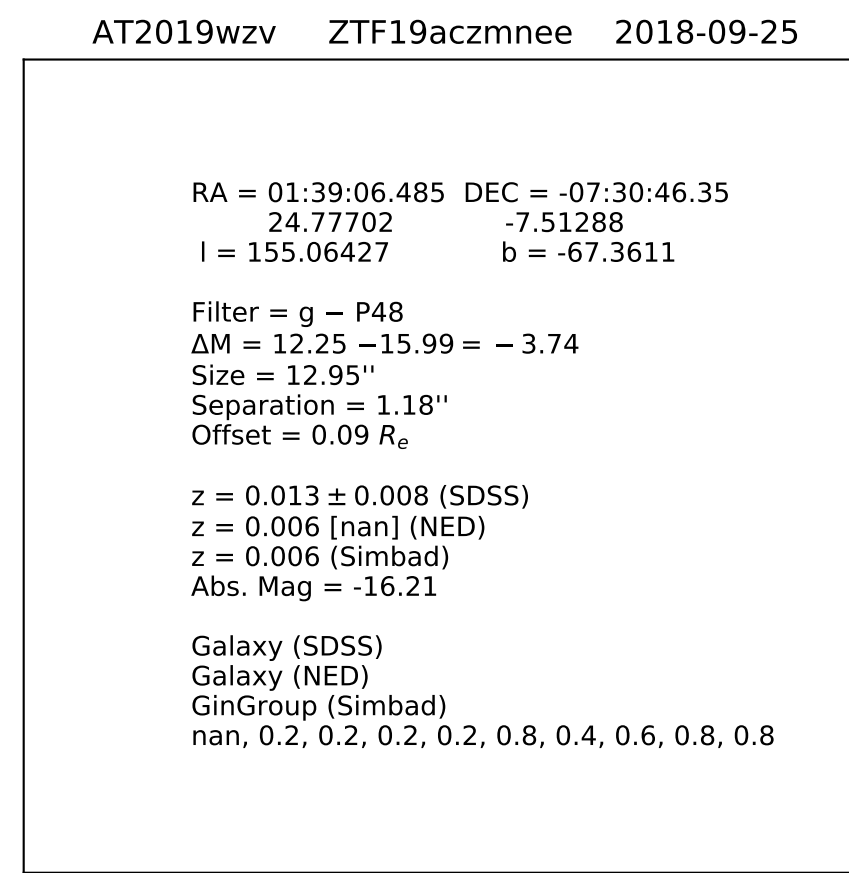 AT2019wzv ZTF19aczmnee 2018-09-25
RA = 01:39:06.485 DEC = -07:30:46.35
24.77702 -7.51288
l = 155.06427 b = -67.3611
Filter = g − P48
ΔM = 12.25 −15.99 = − 3.74
Size = 12.95''
Separation = 1.18''
Offset = 0.09 Re
z = 0.013 ± 0.008 (SDSS)
z = 0.006 [nan] (NED)
z = 0.006 (Simbad)
Abs. Mag = -16.21
Galaxy (SDSS)
Galaxy (NED)
GinGroup (Simbad)
nan, 0.2, 0.2, 0.2, 0.2, 0.8, 0.4, 0.6, 0.8, 0.8